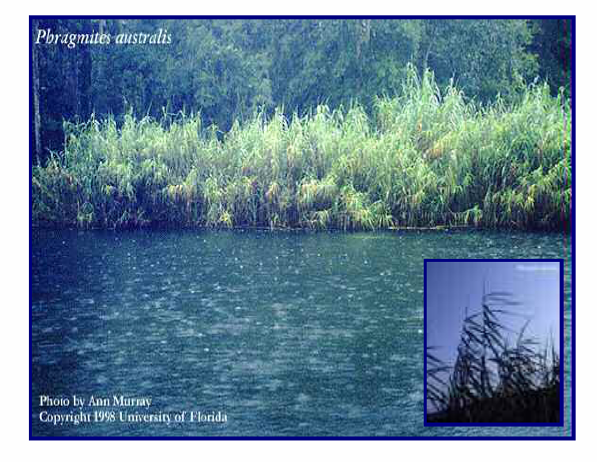 Phragmites australis
Photo by Ann Murray
Copyright 1998 University of Florida